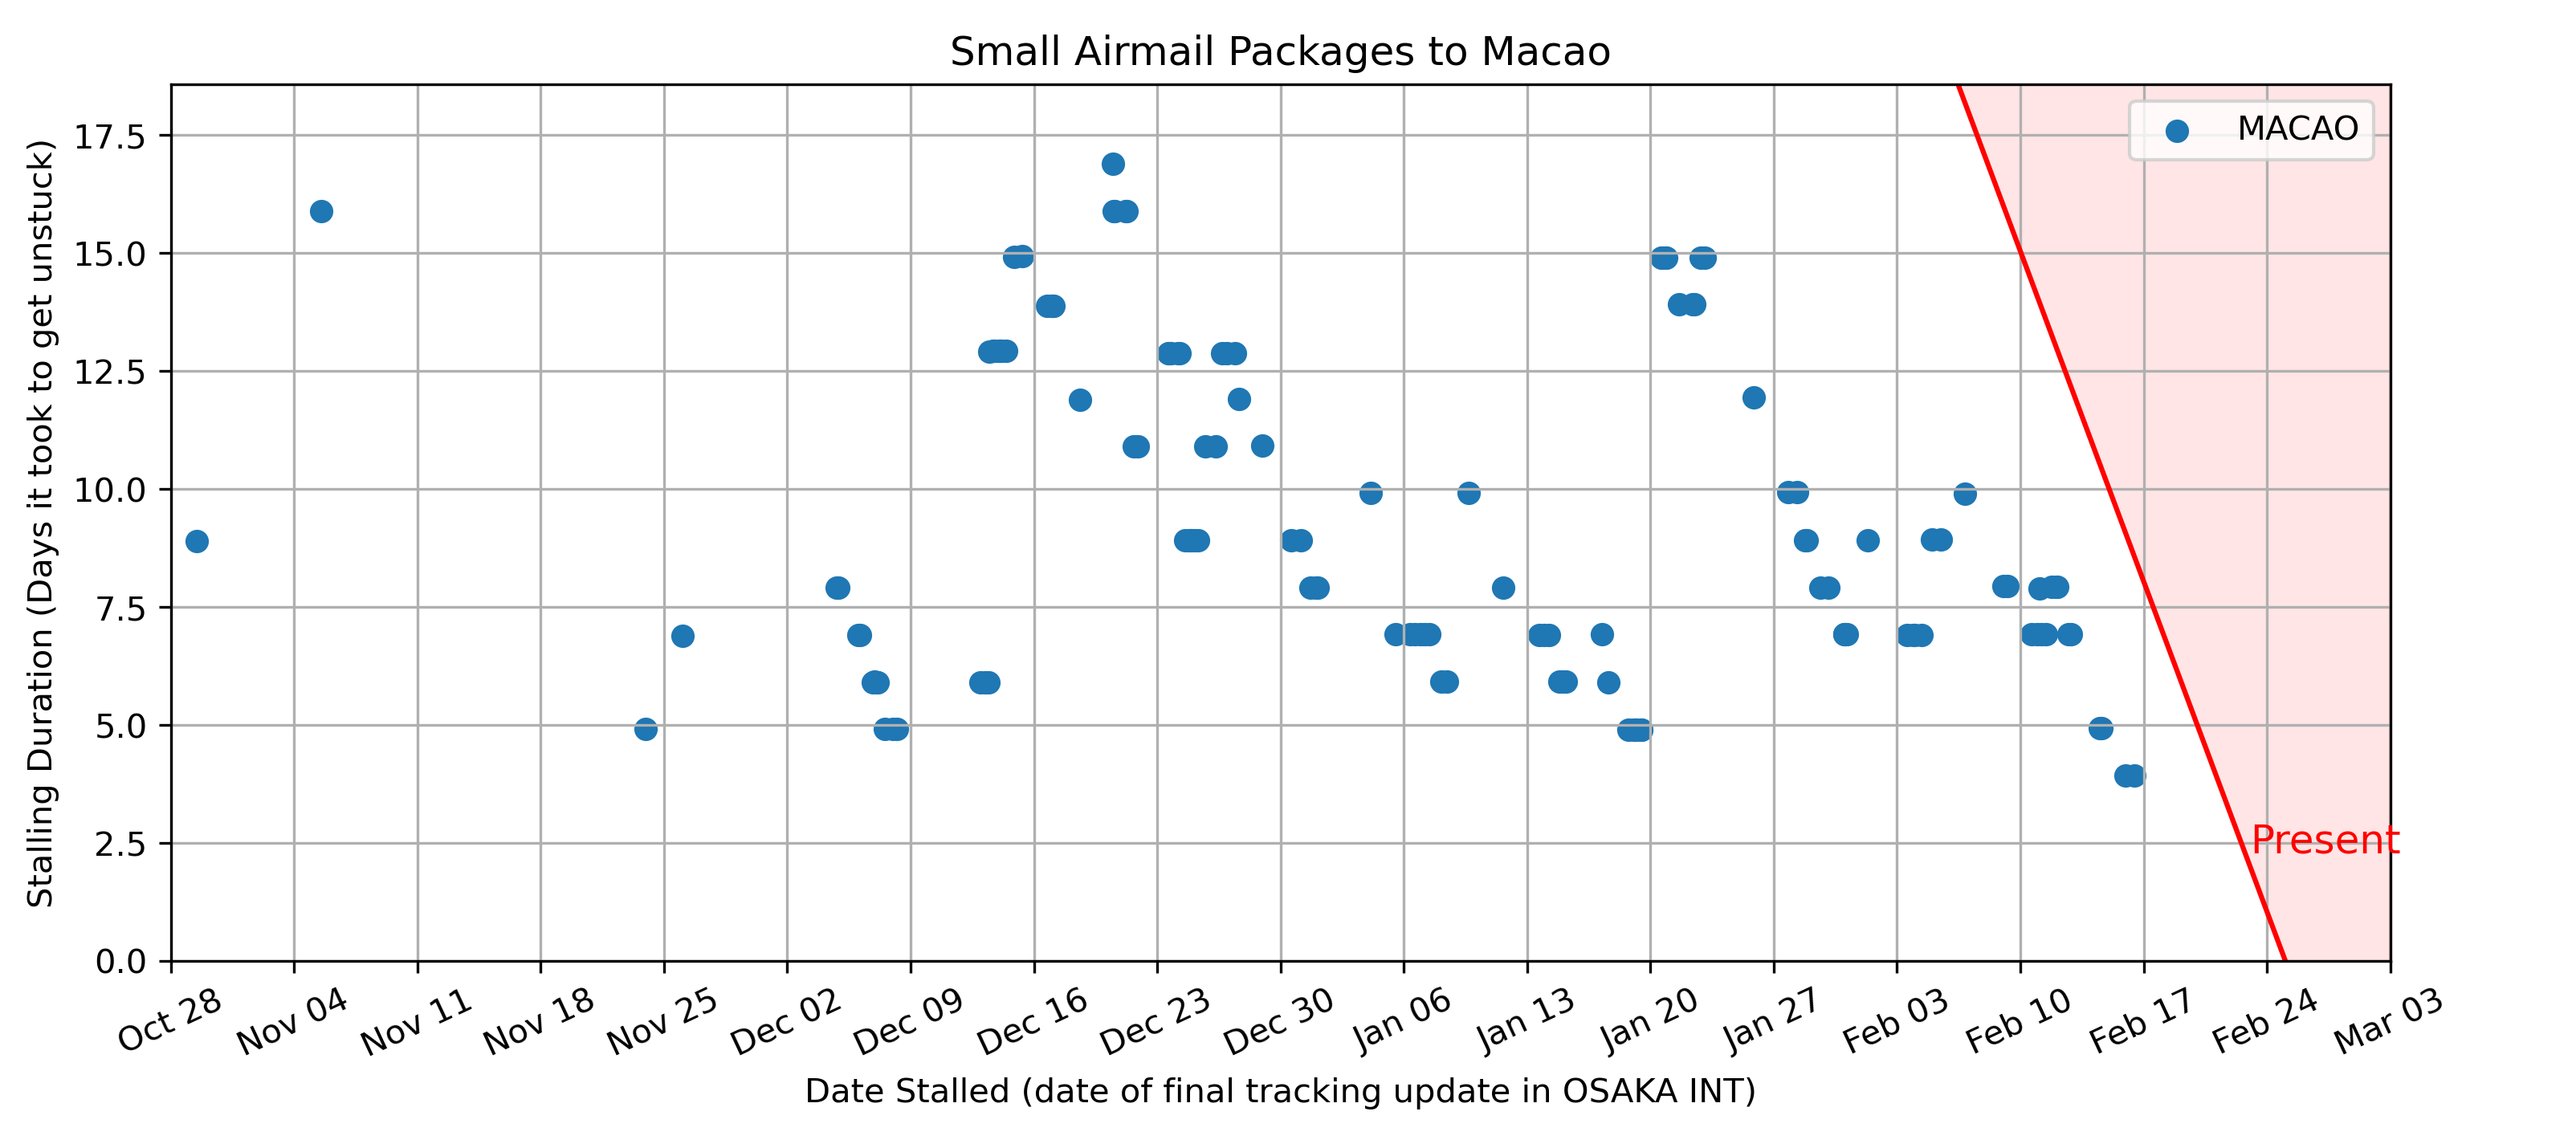 Small Airmail Packages to Macao
Stalling Duration (Days it took to get unstuck)
17.5
15.0
12.5
10.0
7.5
5.0
2.5
0.0
MACAO
Present
Oct 28
Nov 04
Nov 11
Nov 18
Nov 25
Dec 02
Dec 09
Dec 16
Dec 23
Dec 30
Jan 06
Jan 13
Jan 20
Jan 27
Feb 03
Feb 10
Feb 17
Feb 24
Mar 03
Date Stalled (date of final tracking update in OSAKA INT)